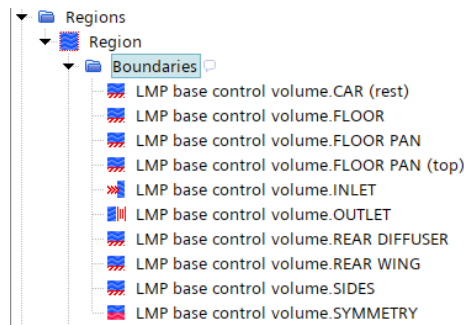 Regions
Region
Boundaries
LMP base control volume.CAR (rest)
LMP base control volume.FLOOR
LMP base control volume.FLOOR PAN
LMP base control volume.FLOOR PAN (top)
LMP base control volume.INLET
LMP base control volume.OUTLET
LMP base control volume.REAR DIFFUSER
LMP base control volume.REAR WING
LMP base control volume.SIDES
LMP base control volume.SYMMETRY